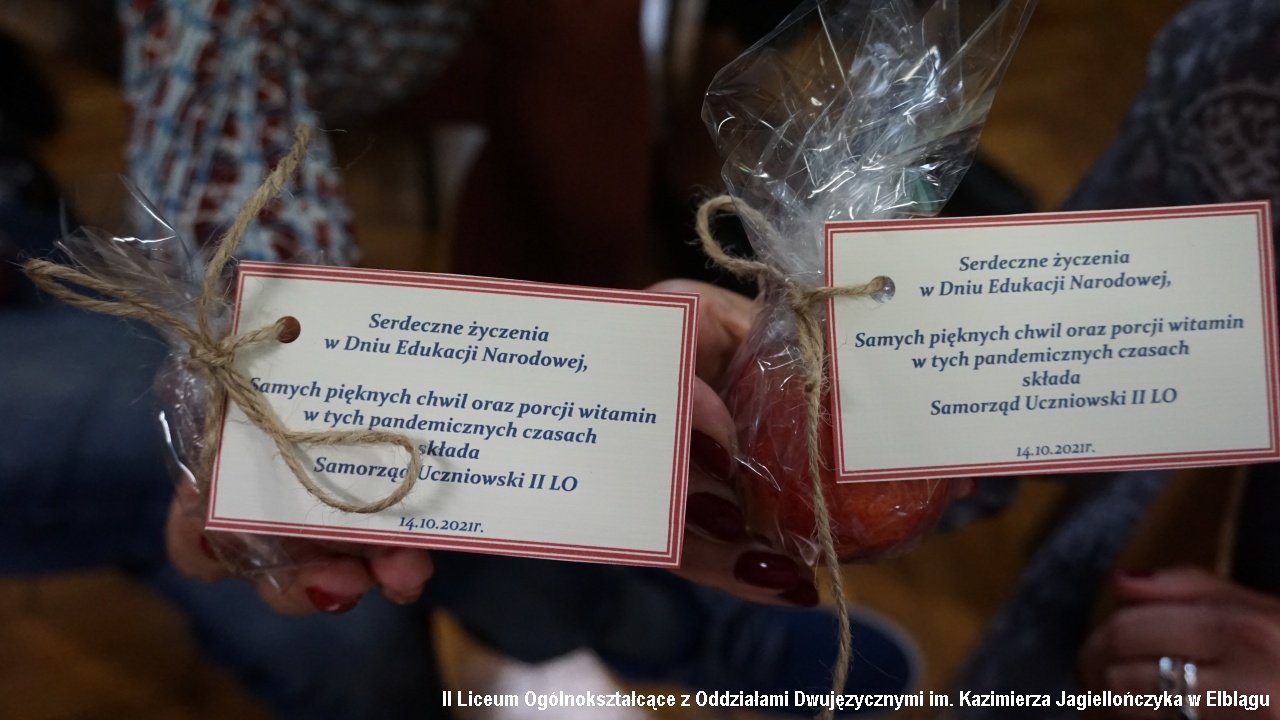 Serdeczne życzenia
w Dniu Edukacji Narodowej,
Samych pięknych chwil oraz porcji witamin
w tych pandemicznych czasach
składa
Samorząd Uczniowski II LO
14.10.2021r.
Serdeczne życzenia
w Dniu Edukacji Narodowej,
Samych pięknych chwil oraz porcji witamin
w tych pandemicznych czasach
składa
Samorząd Uczniowski II LO
14.10.2021r.
II Liceum Ogólnokształcące z Oddziałami Dwujęzycznymi im. Kazimierza Jagiellończyka w Elblągu